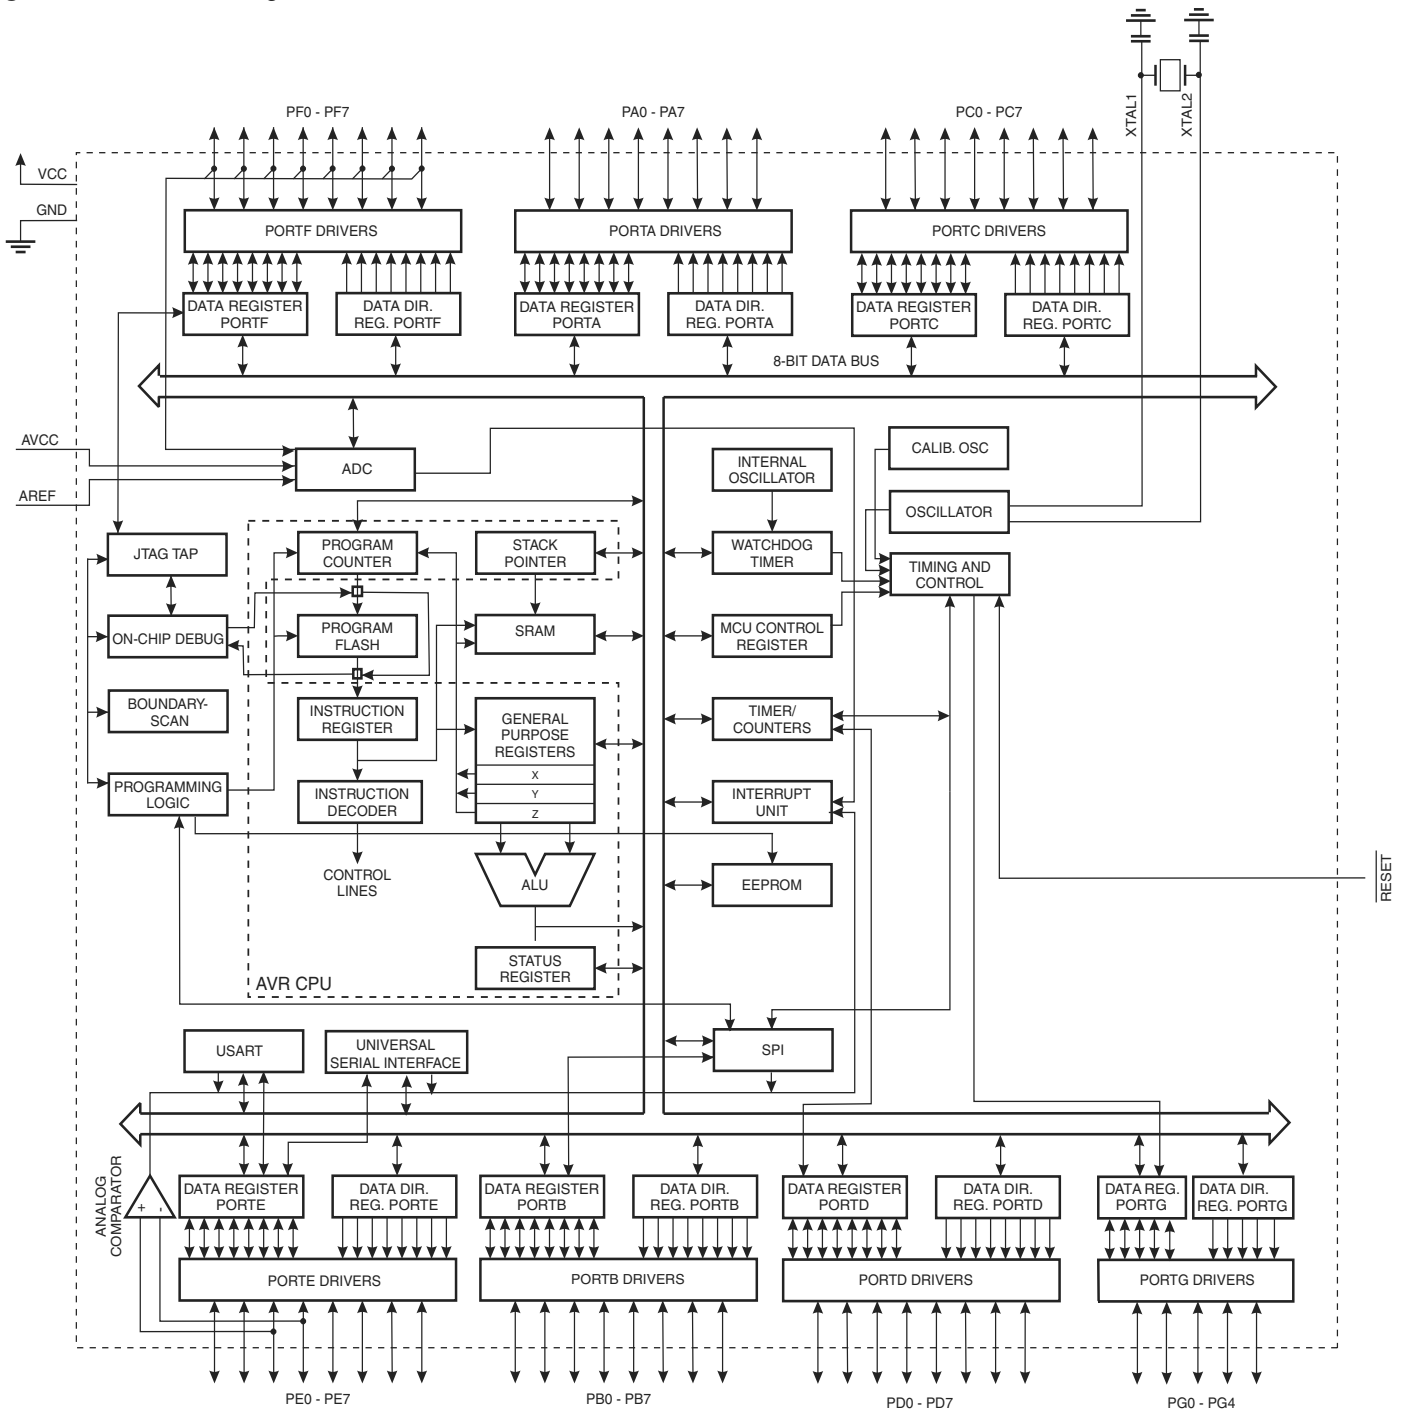 XTAL1
XTAL2
PF0 - PF7
PA0 - PA7
PC0 - PC7
VCC
GND
PORTF DRIVERS
PORTA DRIVERS
PORTC DRIVERS
DATA REGISTER
PORTF
DATA DIR.
REG. PORTF
DATA REGISTER
PORTA
DATA DIR.
REG. PORTA
DATA REGISTER
PORTC
DATA DIR.
REG. PORTC
8-BIT DATA BUS
AVCC
AREF
ADC
INTERNAL
OSCILLATOR
CALIB. OSC
OSCILLATOR
JTAG TAP
PROGRAM
COUNTER
STACK
POINTER
WATCHDOG
TIMER
TIMING AND
CONTROL
ON-CHIP DEBUG
PROGRAM
FLASH
SRAM
MCU CONTROL
REGISTER
BOUNDARY-
SCAN
INSTRUCTION
REGISTER
GENERAL
PURPOSE
REGISTERS
X
Y
Z
TIMER/
COUNTERS
PROGRAMMING
LOGIC
INSTRUCTION
DECODER
INTERRUPT
UNIT
CONTROL
LINES
ALU
EEPROM
RESET
STATUS
REGISTER
AVR CPU
USART
UNIVERSAL
SERIAL INTERFACE
SPI
ANALOG
COMPARATOR
+
-
DATA REGISTER
PORTE
DATA DIR.
REG. PORTE
DATA REGISTER
PORTB
DATA DIR.
REG. PORTB
DATA REGISTER
PORTD
DATA DIR.
REG. PORTD
DATA REG.
PORTG
DATA DIR.
REG. PORTG
PORTE DRIVERS
PORTB DRIVERS
PORTD DRIVERS
PORTG DRIVERS
PE0 - PE7
PB0 - PB7
PD0 - PD7
PG0 - PG4